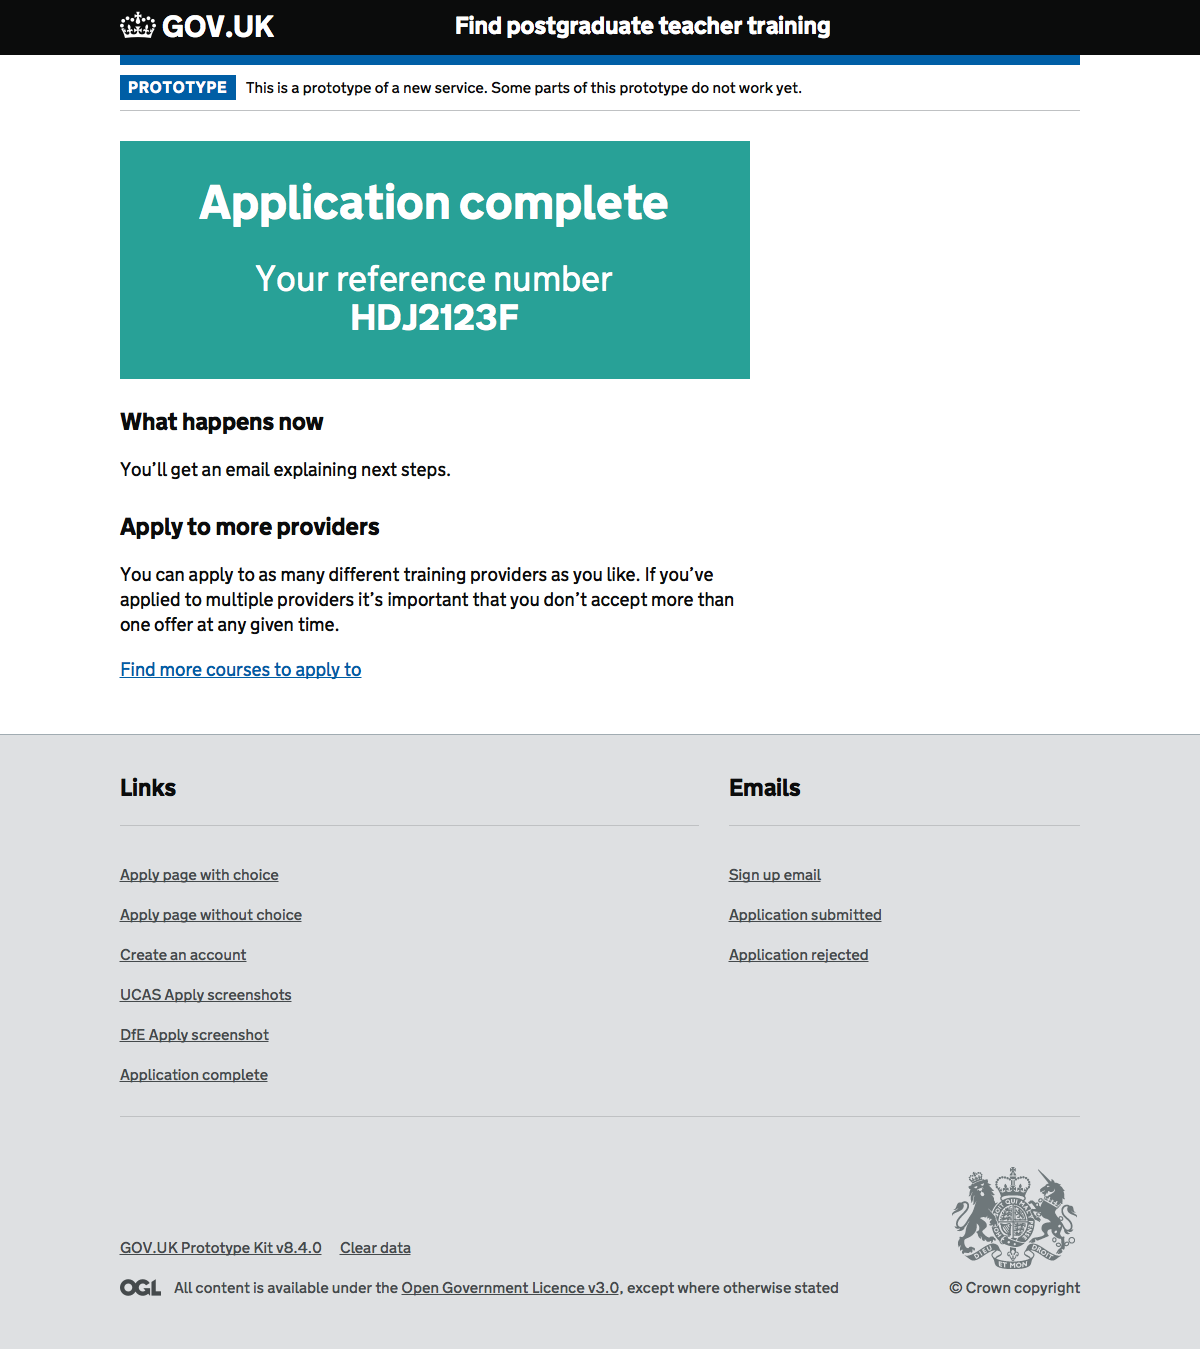 GOV.UK
Find postgraduate teacher training
PROTOTYPE This is a prototype of a new service. Some parts of this prototype do not work yet.
Application complete
Your reference number
HDJ2123F
What happens now
You’ll get an email explaining next steps.
Apply to more providers
You can apply to as many different training providers as you like. If you’ve
applied to multiple providers it’s important that you don’t accept more than
one offer at any given time.
Find more courses to apply to
Links
Apply page with choice
Apply page without choice
Create an account
UCAS Apply screenshots
DfE Apply screenshot
Application complete
Emails
Sign up email
Application submitted
Application rejected
GOV.UK Prototype Kit v8.4.0 Clear data
OGL All content is available under the Open Government Licence v3.0, except where otherwise stated
DIEU ET MON DROIT
© Crown copyright